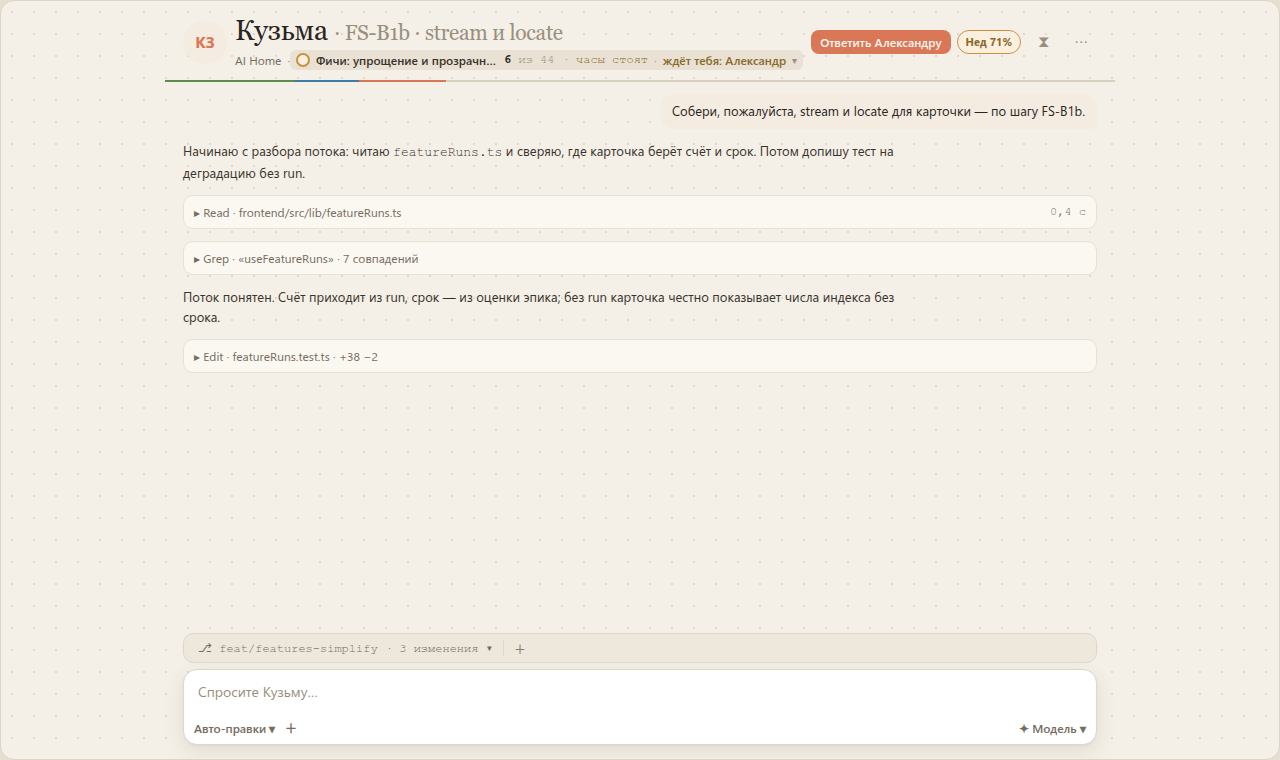 КЗ
Кузьма · FS-B1b · stream и locate
AI Home · Фичи: упрощение и прозрачн... 6 из 44 · часы стоят · ждёт тебя: Александр ▾
Ответить Александру
Нед 71%
⧗ ···
Собери, пожалуйста, stream и locate для карточки — по шагу FS-B1b.
Начинаю с разбора потока: читаю featureRuns.ts и сверяю, где карточка берёт счёт и срок. Потом допишу тест на
деградацию без run.
▸ Read · frontend/src/lib/featureRuns.ts 0,4 с
▸ Grep · «useFeatureRuns» · 7 совпадений
Поток понятен. Счёт приходит из run, срок — из оценки эпика; без run карточка честно показывает числа индекса без
срока.
▸ Edit · featureRuns.test.ts · +38 −2
⎇ feat/features-simplify · 3 изменения ▾ +
Спросите Кузьму...
Авто-правки ▾ + ✦ Модель ▾